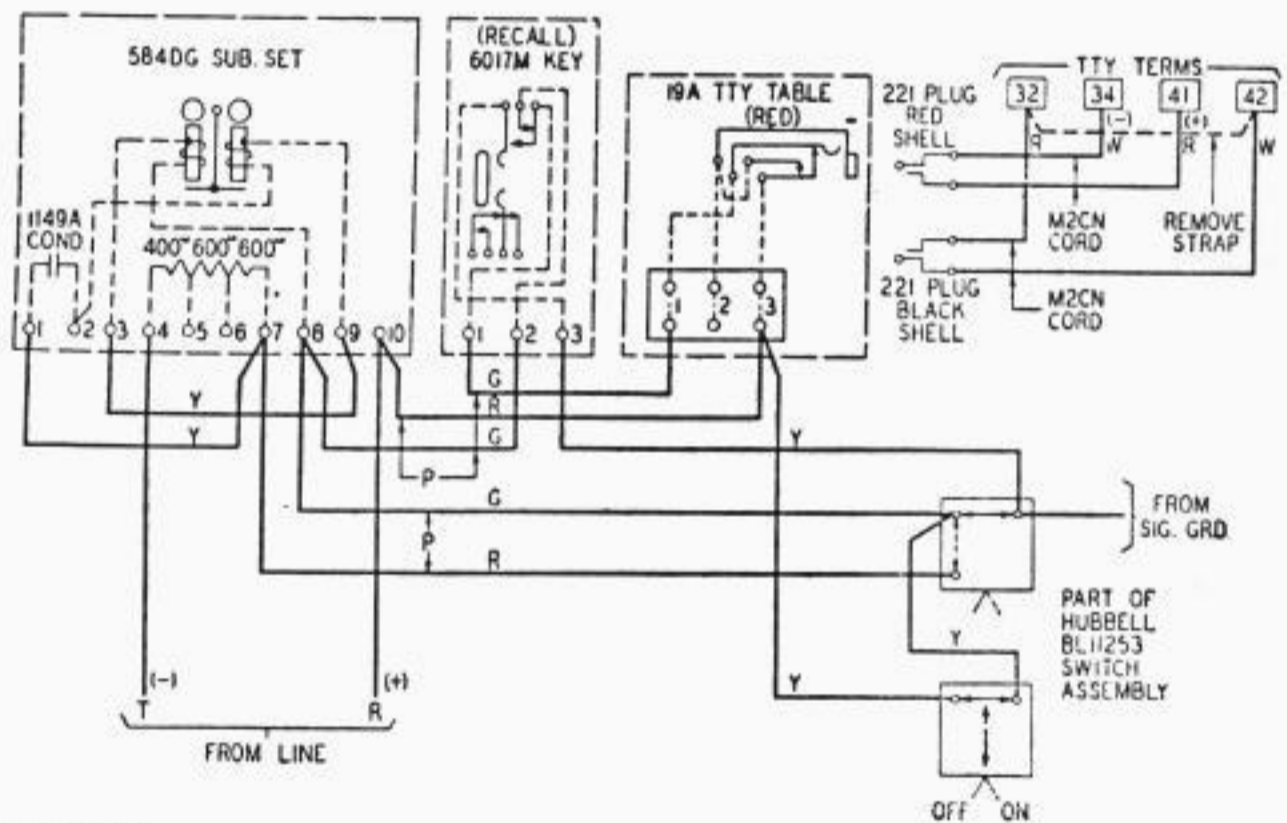 584DG SUB. SET
1149A
COND
400~ 600~ 600~
1 2 3 4 5 6 7 8 9 10
(RECALL)
6017M KEY
1 2 3
19A TTY TABLE
(RED)
1 2 3
TTY TERMS
32 34 41 42
(-) (+)
R W R W
221 PLUG
RED
SHELL
M2CN
CORD
REMOVE
STRAP
221 PLUG
BLACK
SHELL
M2CN
CORD
G
R
Y
Y
G
Y
P
G
P
R
FROM
SIG. GRD.
PART OF
HUBBELL
BL11253
SWITCH
ASSEMBLY
Y
Y
(-) (+)
T R
FROM LINE
OFF ON